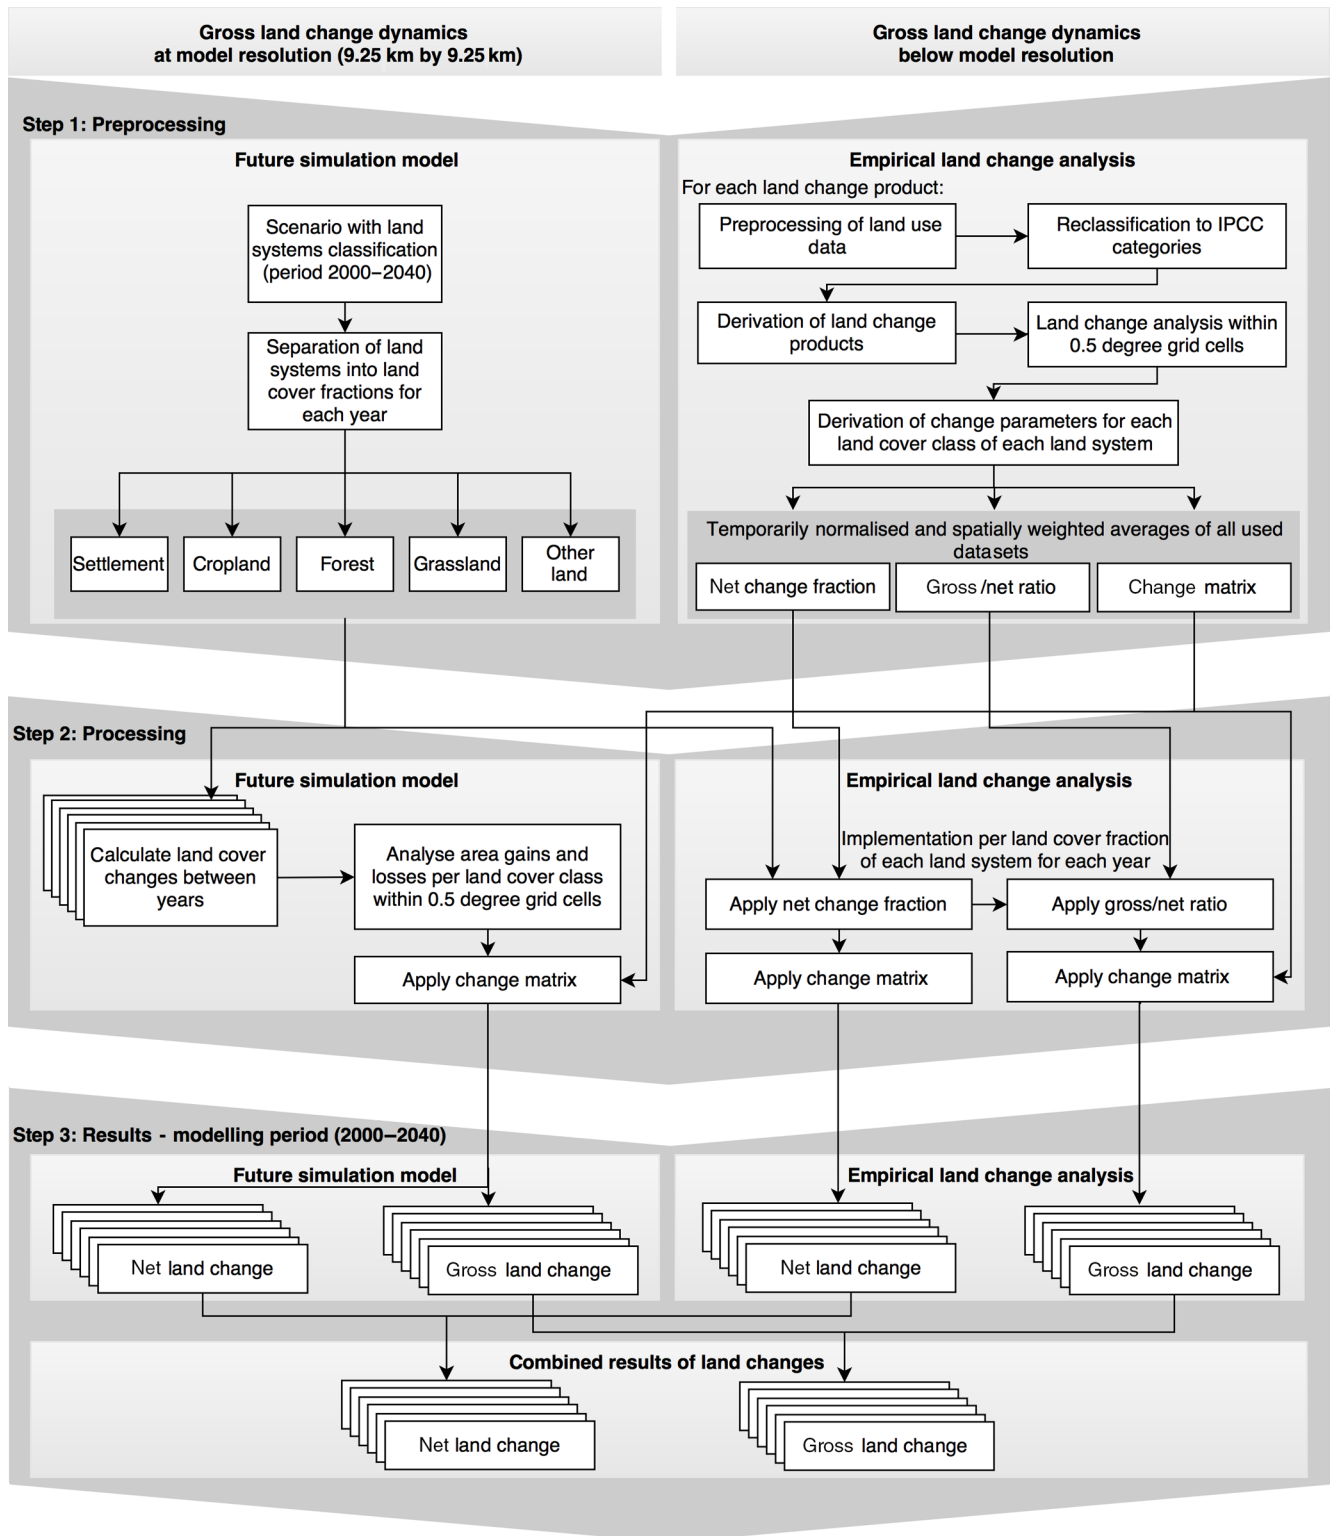 Gross land change dynamics
at model resolution (9.25 km by 9.25 km)
Gross land change dynamics
below model resolution
Step 1: Preprocessing
Future simulation model
Scenario with land
systems classification
(period 2000–2040)
Separation of land
systems into land
cover fractions for
each year
Settlement
Cropland
Forest
Grassland
Other
land
Empirical land change analysis
For each land change product:
Preprocessing of land use
data
Reclassification to IPCC
categories
Derivation of land change
products
Land change analysis within
0.5 degree grid cells
Derivation of change parameters for each
land cover class of each land system
Temporarily normalised and spatially weighted averages of all used
datasets
Net change fraction
Gross/net ratio
Change matrix
Step 2: Processing
Future simulation model
Calculate land cover
changes between
years
Analyse area gains and
losses per land cover class
within 0.5 degree grid cells
Apply change matrix
Empirical land change analysis
Implementation per land cover fraction
of each land system for each year
Apply net change fraction
Apply gross/net ratio
Apply change matrix
Apply change matrix
Step 3: Results - modelling period (2000–2040)
Future simulation model
Net land change
Gross land change
Empirical land change analysis
Net land change
Gross land change
Combined results of land changes
Net land change
Gross land change